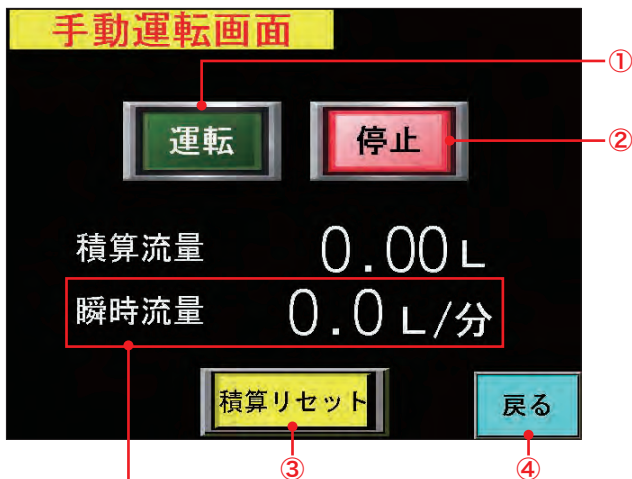 手動運転画面
①
運転 停止
②
積算流量 0.00L
瞬時流量 0.0L/分
積算リセット 戻る
③ ④